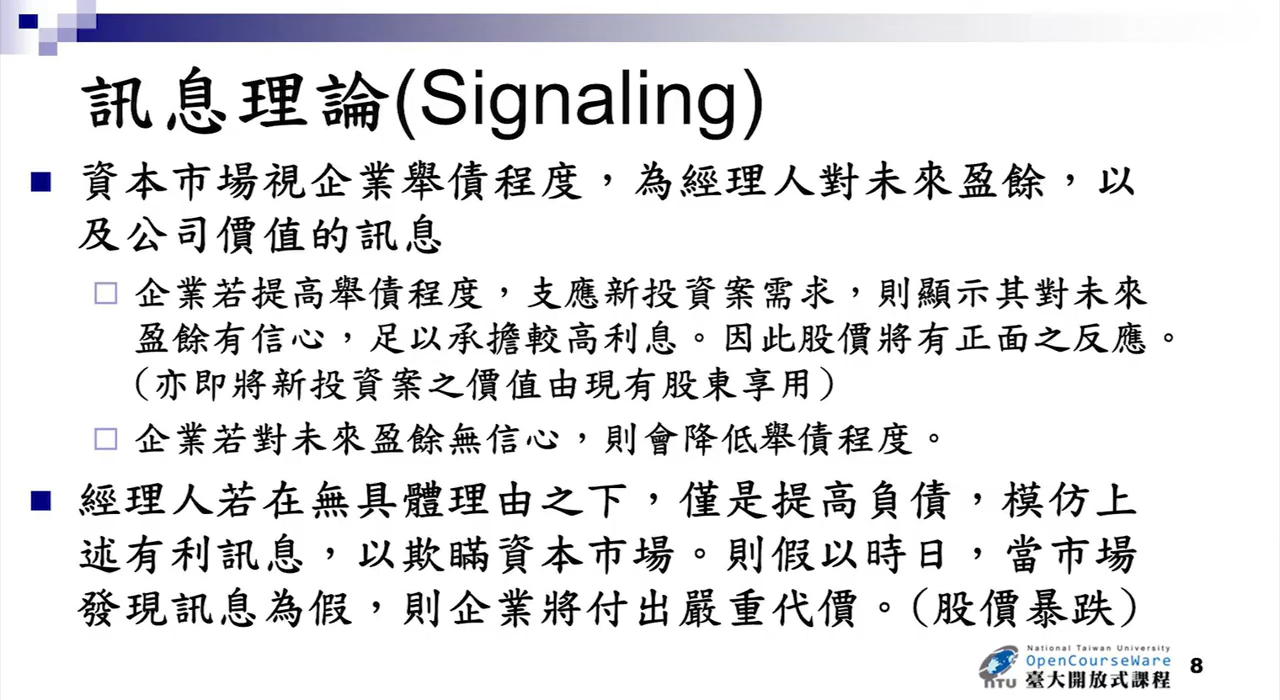 訊息理論(Signaling)
資本市場視企業舉債程度，為經理人對未來盈餘，以
及公司價值的訊息
企業若提高舉債程度，支應新投資案需求，則顯示其對未來
盈餘有信心，足以承擔較高利息。因此股價將有正面之反應。
(亦即將新投資案之價值由現有股東享用)
企業若對未來盈餘無信心，則會降低舉債程度。
經理人若在無具體理由之下，僅是提高負債，模仿上
述有利訊息，以欺瞞資本市場。則假以時日，當市場
發現訊息為假，則企業將付出嚴重代價。(股價暴跌)
National Taiwan University
OpenCourseWare
NTU 臺大開放式課程
8